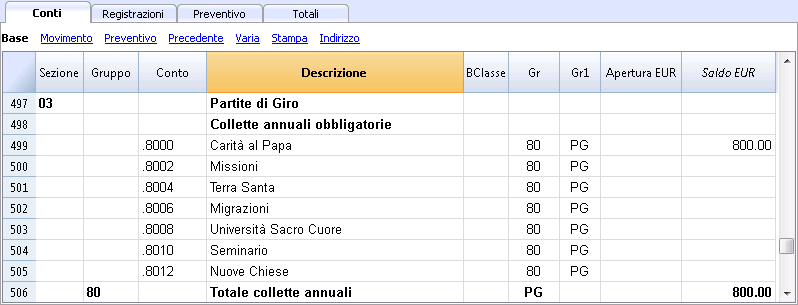 Conti Registrazioni Preventivo Totali
Base Movimento Preventivo Precedente Varia Stampa Indirizzo
Sezione Gruppo Conto Descrizione BClasse Gr Gr1 Apertura EUR Saldo EUR
497 03 Partite di Giro
498 Collette annuali obbligatorie
499 .8000 Carità al Papa 80 PG 800.00
500 .8002 Missioni 80 PG
501 .8004 Terra Santa 80 PG
502 .8006 Migrazioni 80 PG
503 .8008 Università Sacro Cuore 80 PG
504 .8010 Seminario 80 PG
505 .8012 Nuove Chiese 80 PG
506 80 Totale collette annuali PG 800.00